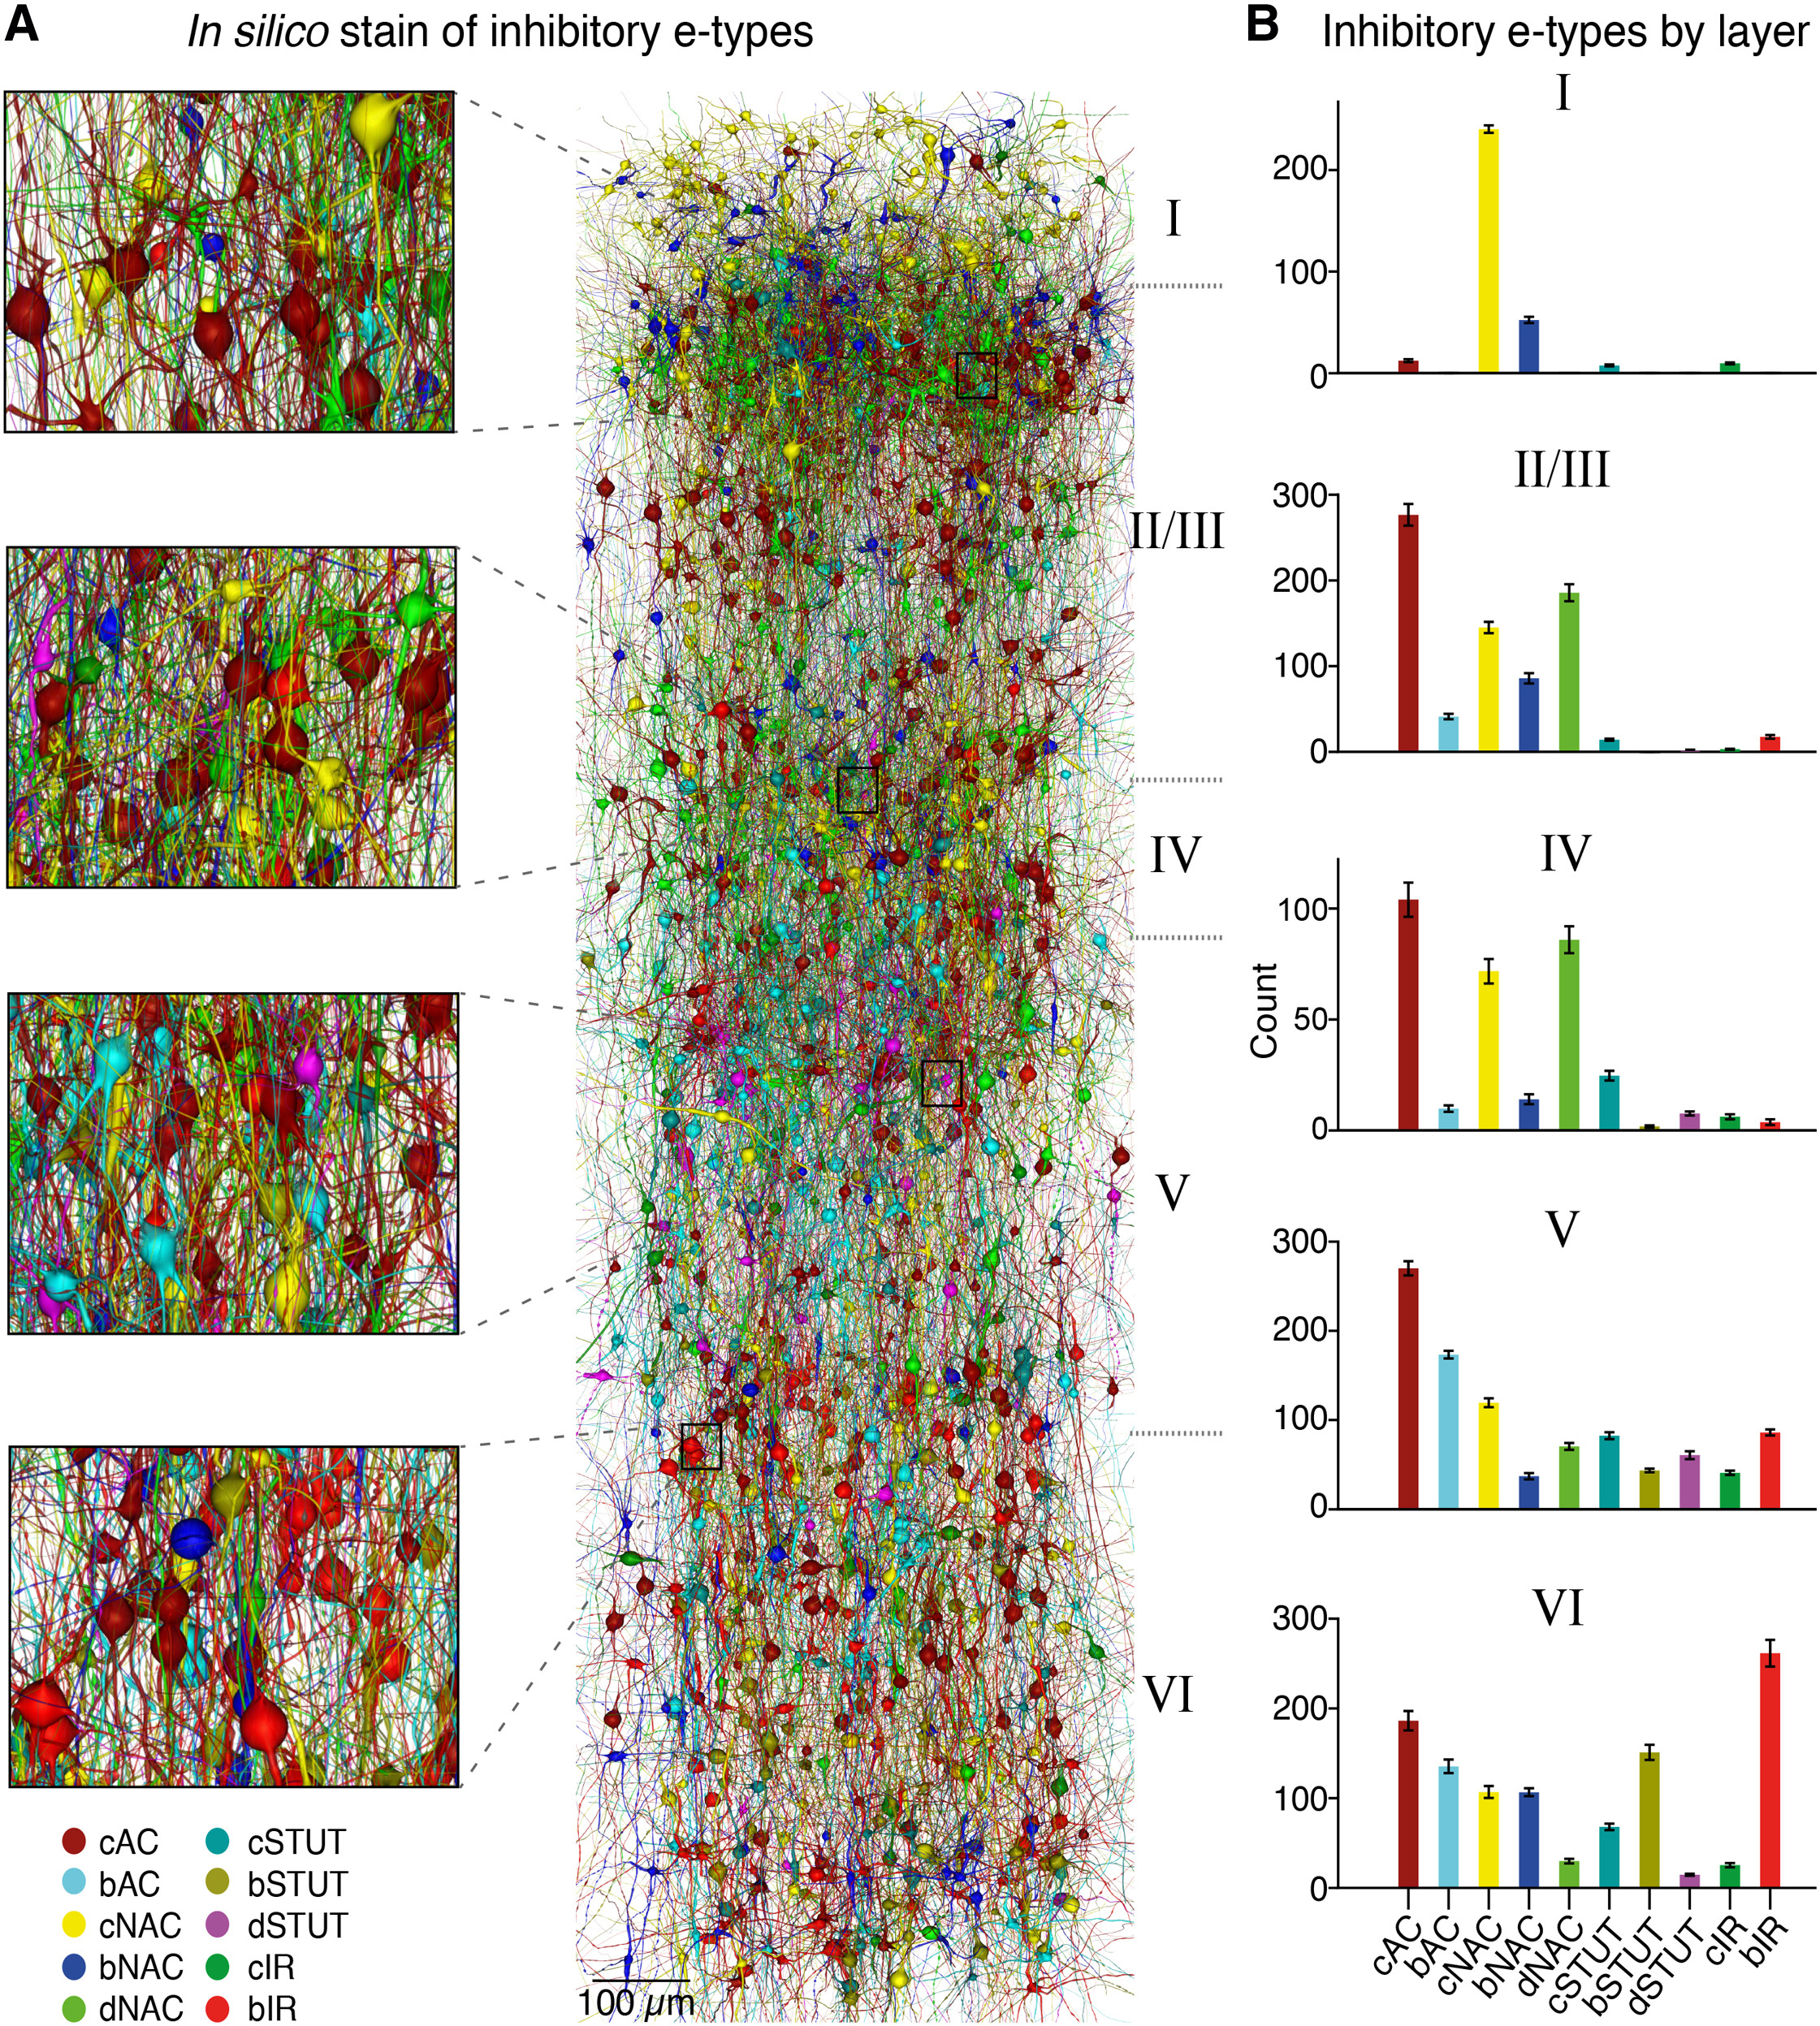 A In silico stain of inhibitory e-types
I
II/III
IV
V
VI
100 µm
cAC cSTUT
bAC bSTUT
cNAC dSTUT
bNAC cIR
dNAC bIR
B Inhibitory e-types by layer
I
200
100
0
II/III
300
200
100
0
IV
100
50
0
Count
V
300
200
100
0
VI
300
200
100
0
cAC bAC cNAC bNAC dNAC cSTUT bSTUT dSTUT cIR bIR